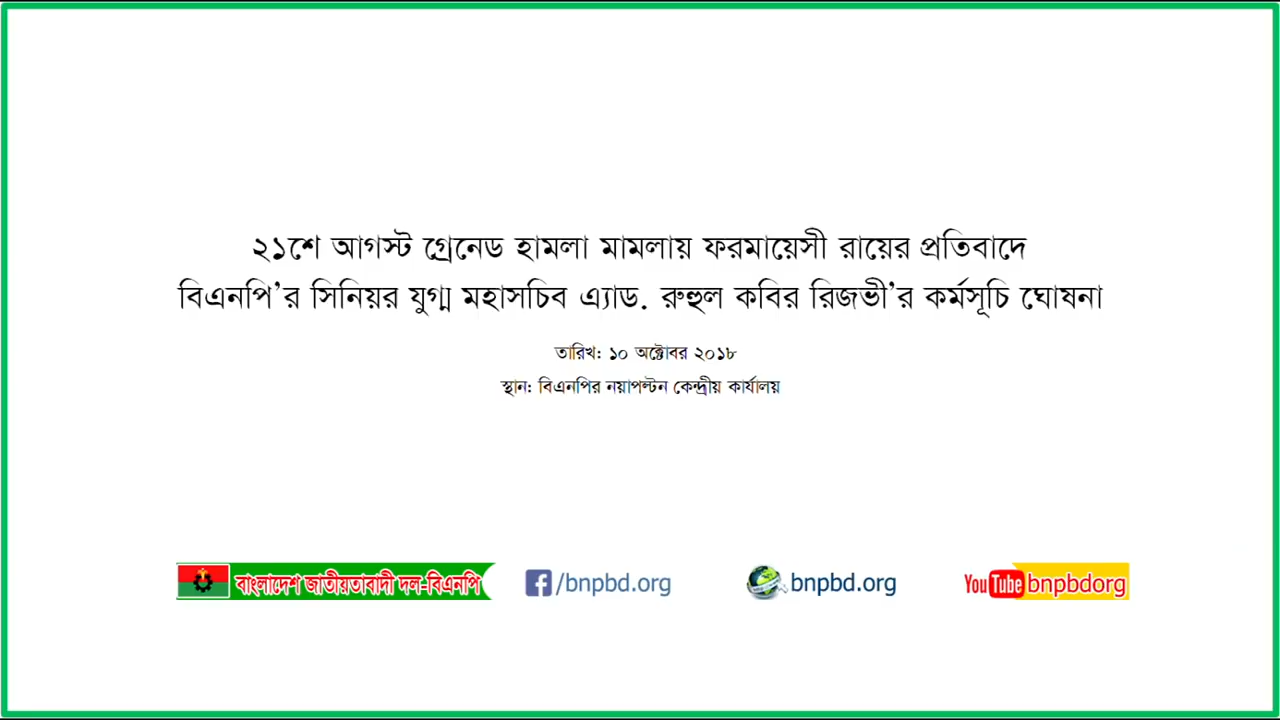 ২১শে আগস্ট গ্রেনেড হামলা মামলায় ফরমায়েসী রায়ের প্রতিবাদে
বিএনপি’র সিনিয়র যুগ্ম মহাসচিব এ্যাড. রুহুল কবির রিজভী’র কর্মসূচি ঘোষনা
তারিখ: ১০ অক্টোবর ২০১৮
স্থান: বিএনপির নয়াপল্টন কেন্দ্রীয় কার্যালয়
বাংলাদেশ জাতীয়তাবাদী দল-বিএনপি /bnpbd.org bnpbd.org YouTube bnpbdorg